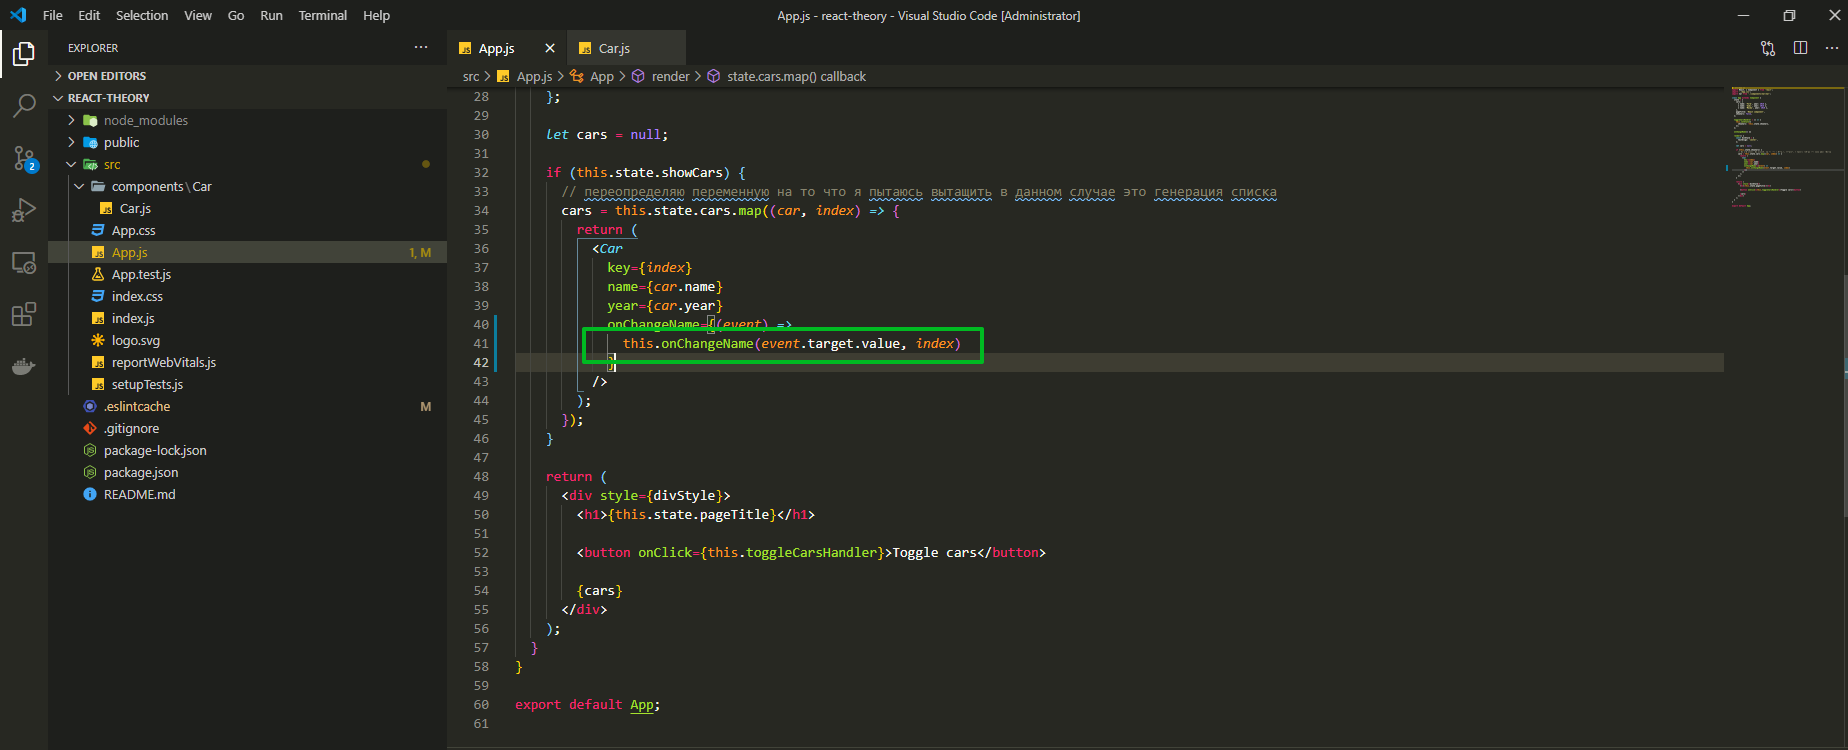 File Edit Selection View Go Run Terminal Help
App.js - react-theory - Visual Studio Code [Administrator]
EXPLORER
OPEN EDITORS
REACT-THEORY
node_modules
public
src
components\Car
Car.js
App.css
App.js 1, M
App.test.js
index.css
index.js
logo.svg
reportWebVitals.js
setupTests.js
.eslintcache M
.gitignore
package-lock.json
package.json
README.md
2
App.js Car.js
src > App.js > App > render > state.cars.map() callback
28 };
29
30 let cars = null;
31
32 if (this.state.showCars) {
33 // переопределяю переменную на то что я пытаюсь вытащить в данном случае это генерация списка
34 cars = this.state.cars.map((car, index) => {
35 return (
36 <Car
37 key={index}
38 name={car.name}
39 year={car.year}
40 onChangeName={(event) =>
41 this.onChangeName(event.target.value, index)
42 }
43 />
44 );
45 });
46 }
47
48 return (
49 <div style={divStyle}>
50 <h1>{this.state.pageTitle}</h1>
51
52 <button onClick={this.toggleCarsHandler}>Toggle cars</button>
53
54 {cars}
55 </div>
56 );
57 }
58 }
59
60 export default App;
61